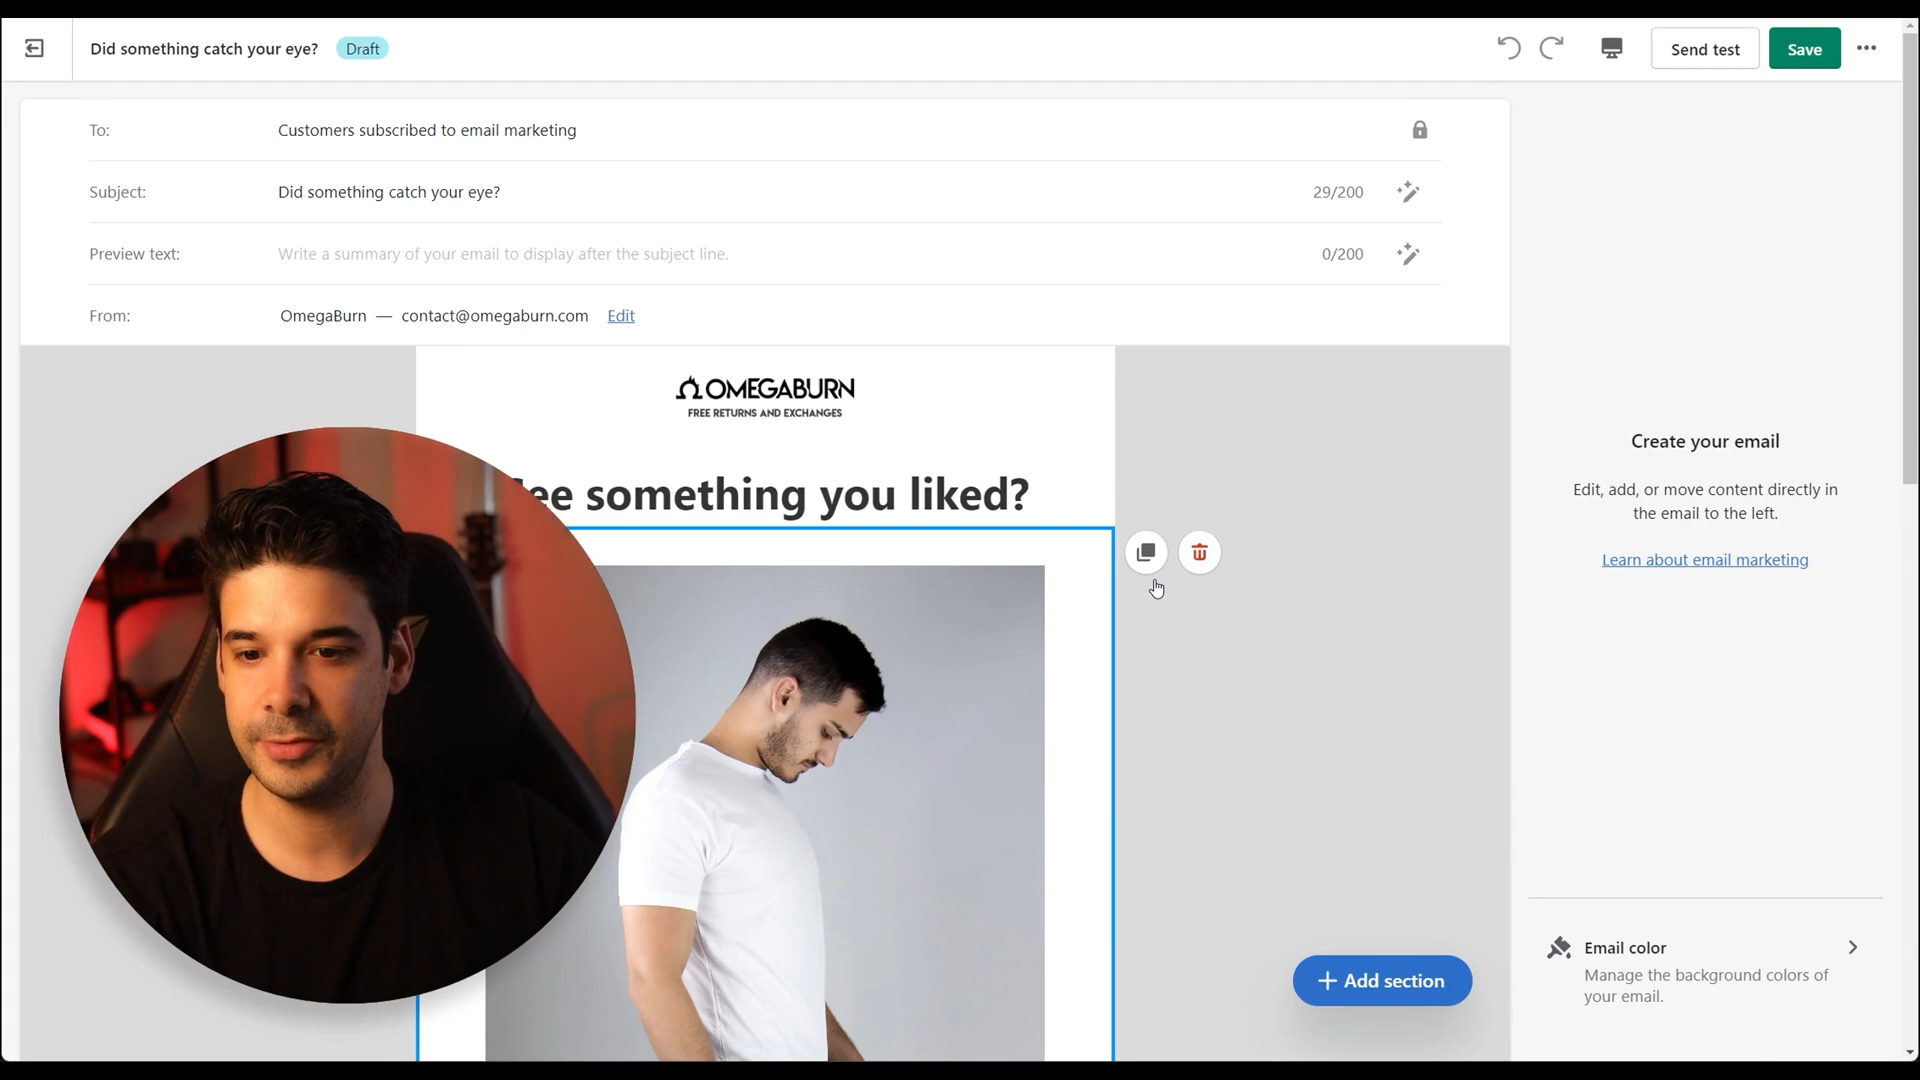 Did something catch your eye? Draft Send test Save
To: Customers subscribed to email marketing
Subject: Did something catch your eye? 29/200
Preview text: Write a summary of your email to display after the subject line. 0/200
From: OmegaBurn — contact@omegaburn.com Edit
OMEGABURN
FREE RETURNS AND EXCHANGES
See something you liked?
Create your email
Edit, add, or move content directly in
the email to the left.
Learn about email marketing
Email color
Manage the background colors of
your email.
+ Add section